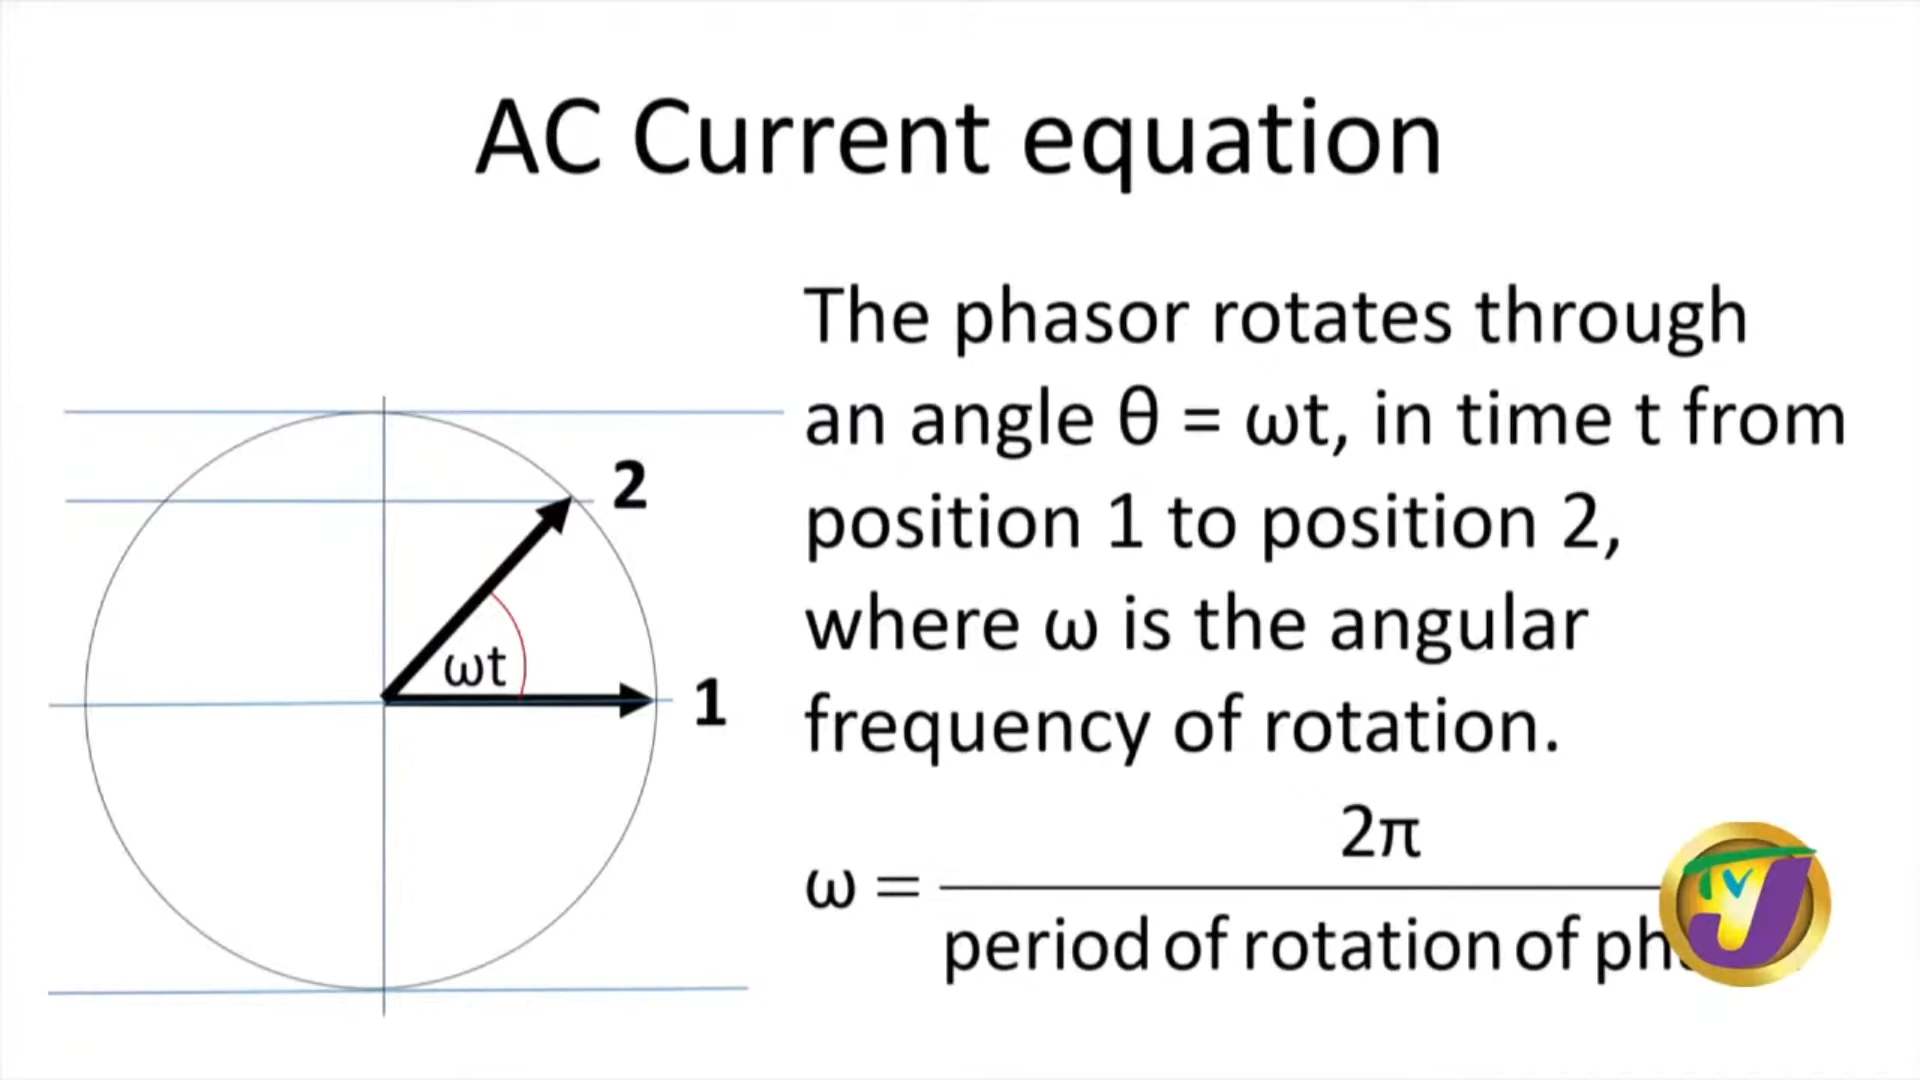 AC Current equation
The phasor rotates through
an angle θ = ωt, in time t from
position 1 to position 2,
where ω is the angular
frequency of rotation.
2
ωt
1
2π
ω =
period of rotation of
TVJ